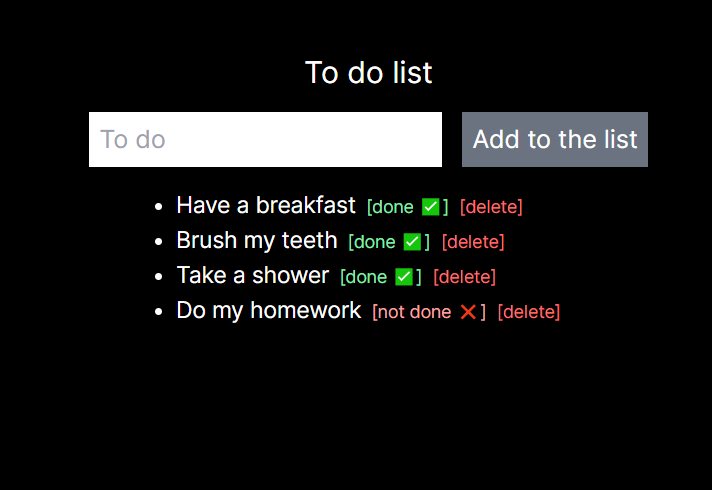 To do list
To do Add to the list
Have a breakfast [done ✅] [delete]
Brush my teeth [done ✅] [delete]
Take a shower [done ✅] [delete]
Do my homework [not done ❌] [delete]